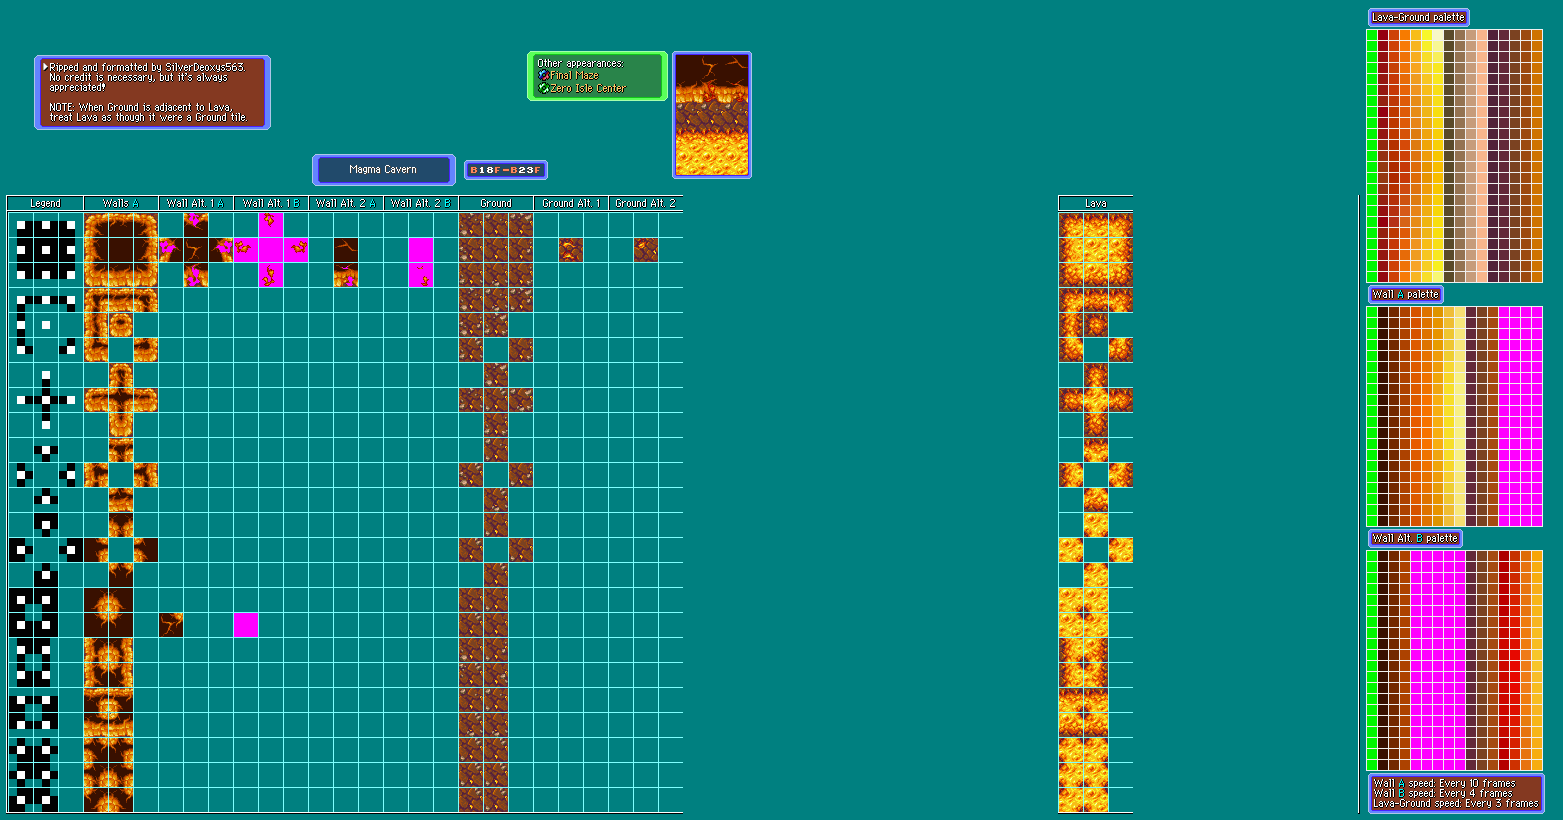 Lava-Ground palette
Ripped and formatted by SilverDeoxys563.
No credit is necessary, but it's always
appreciated!
NOTE: When Ground is adjacent to Lava,
treat Lava as though it were a Ground tile.
Other appearances:
Final Maze
Zero Isle Center
Magma Cavern
B18F-B23F
Legend
Walls A
Wall Alt. 1 A
Wall Alt. 1 B
Wall Alt. 2 A
Wall Alt. 2 B
Ground
Ground Alt. 1
Ground Alt. 2
Lava
Wall A palette
Wall Alt. B palette
Wall A speed: Every 10 frames
Wall B speed: Every 4 frames
Lava-Ground speed: Every 3 frames